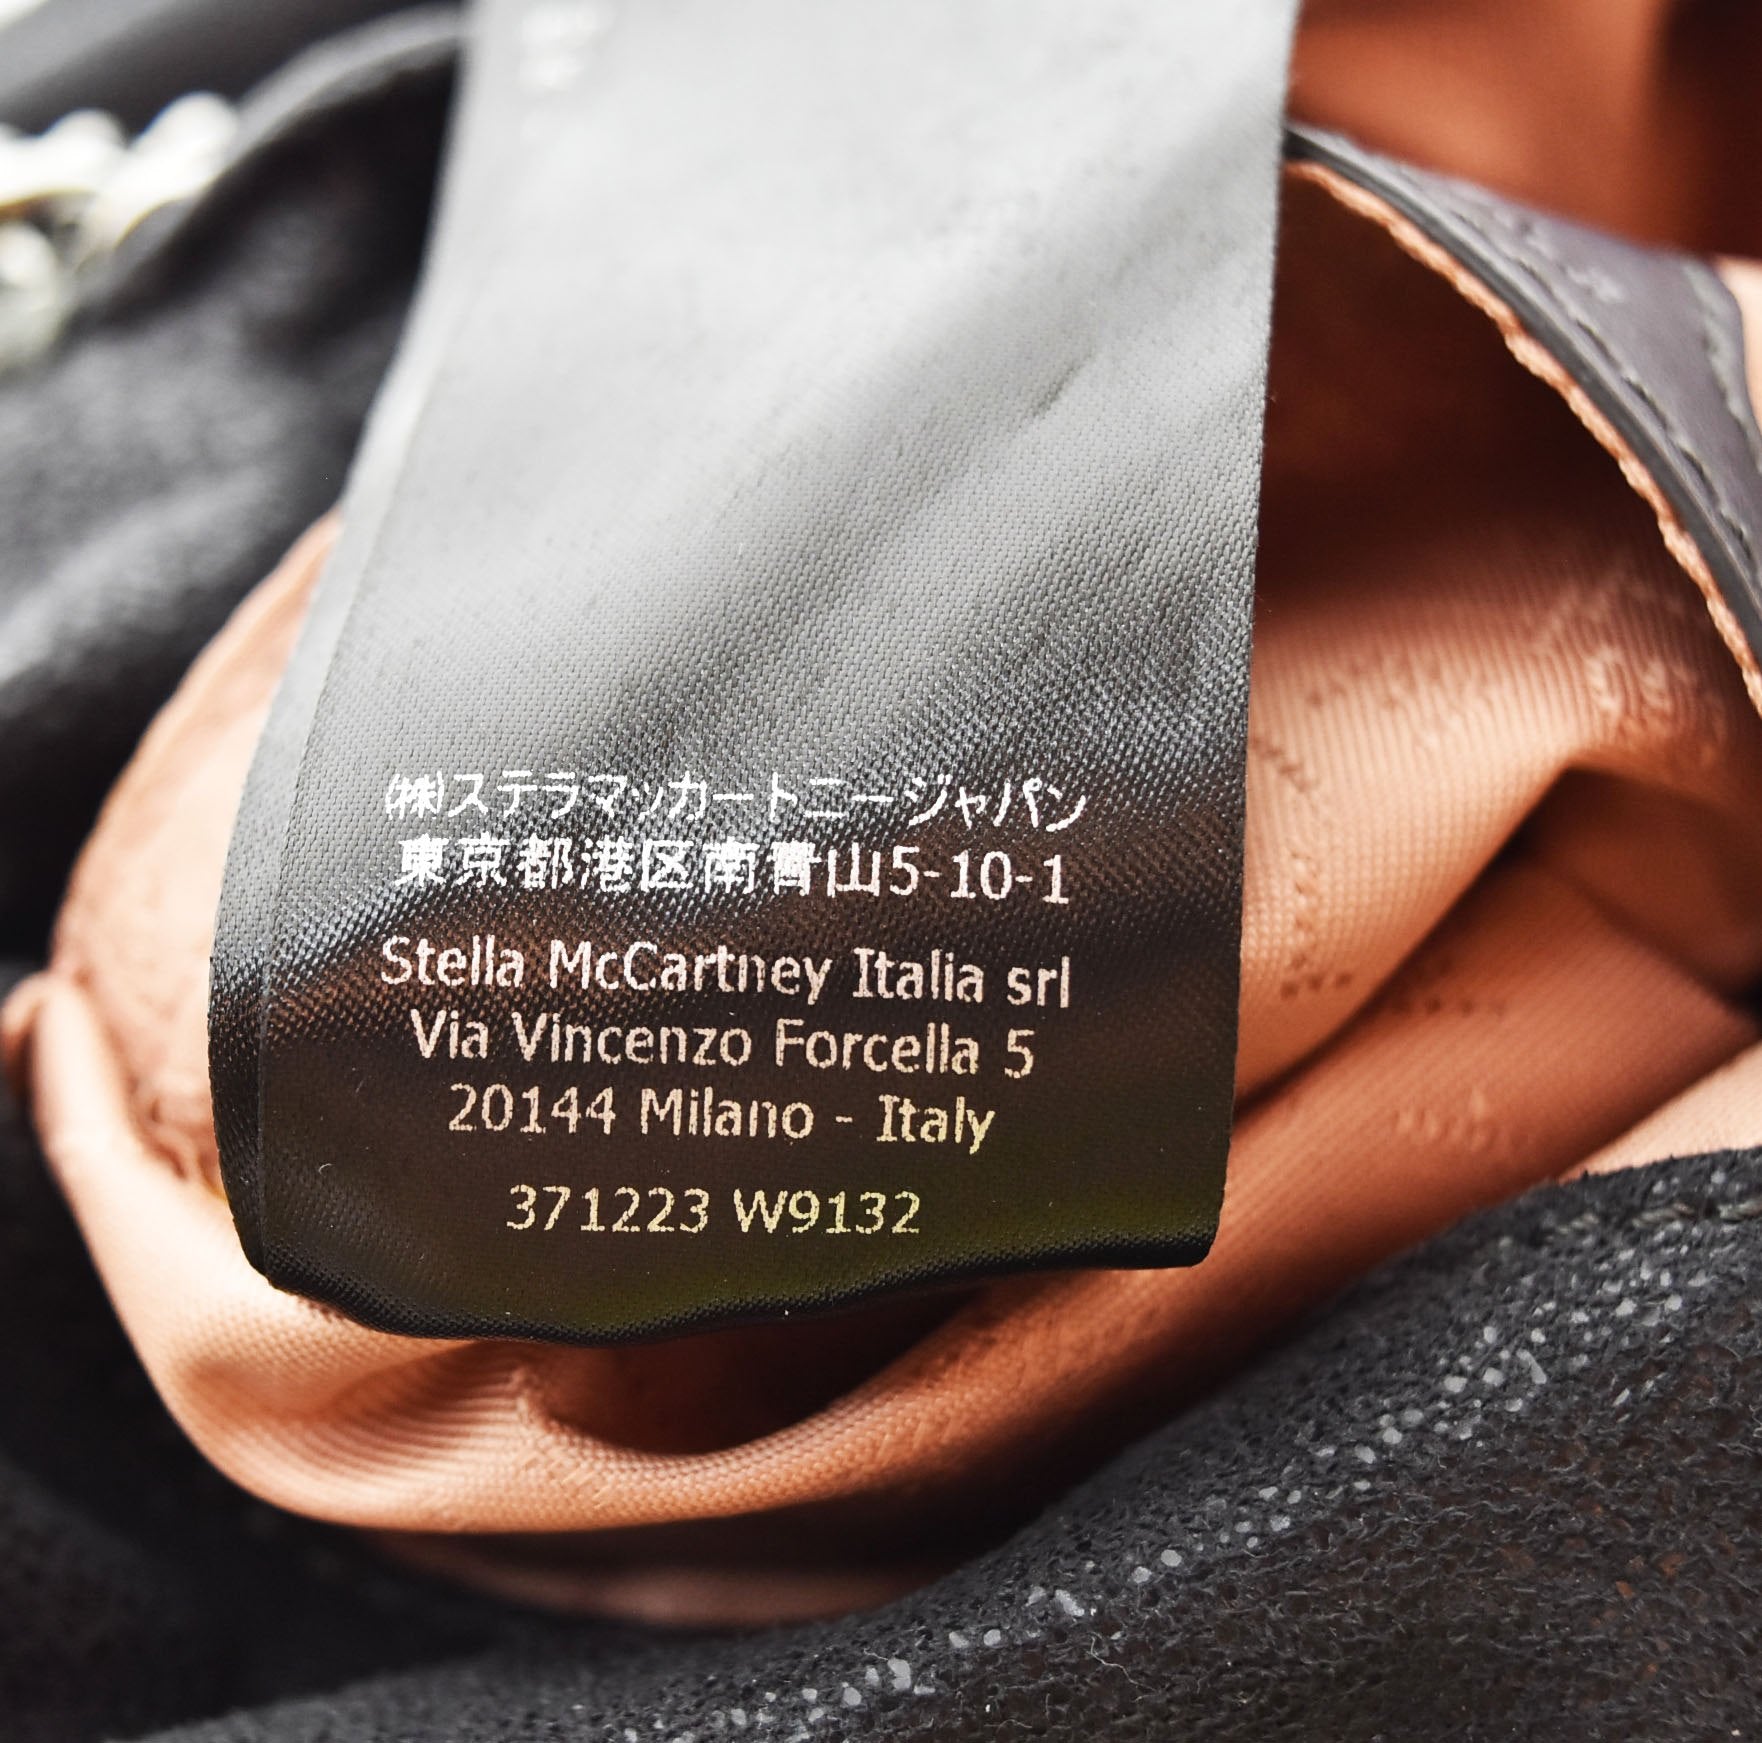 ㈱ステラマッカートニージャパン
東京都港区南青山5-10-1
Stella McCartney Italia srl
Via Vincenzo Forcella 5
20144 Milano - Italy
371223 W9132